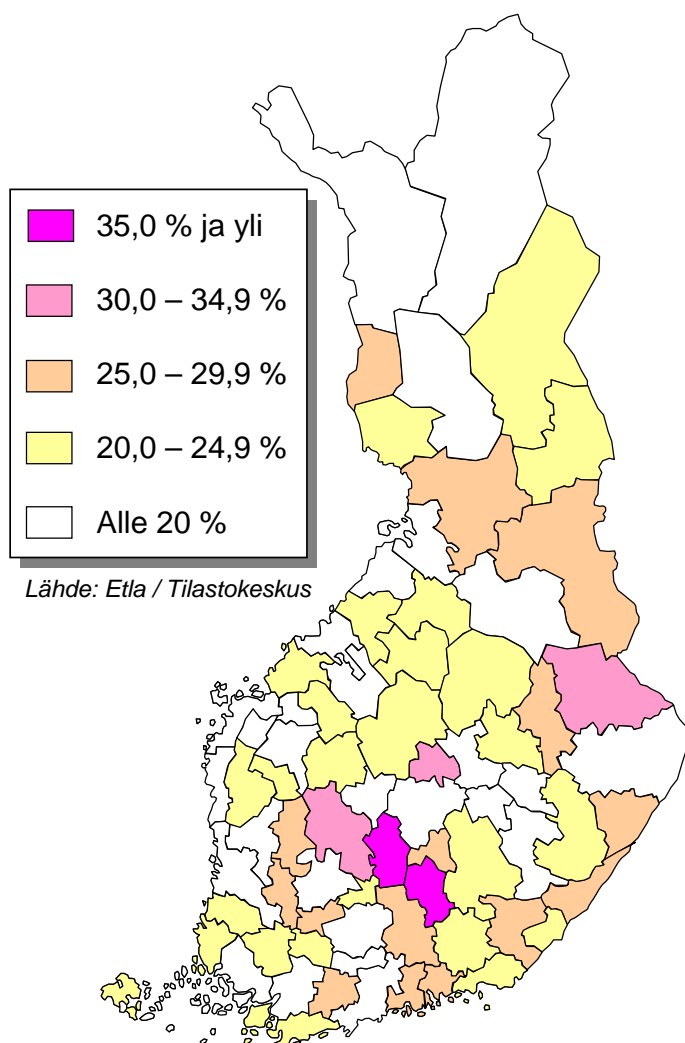 35,0 % ja yli
30,0 – 34,9 %
25,0 – 29,9 %
20,0 – 24,9 %
Alle 20 %
Lähde: Etla / Tilastokeskus